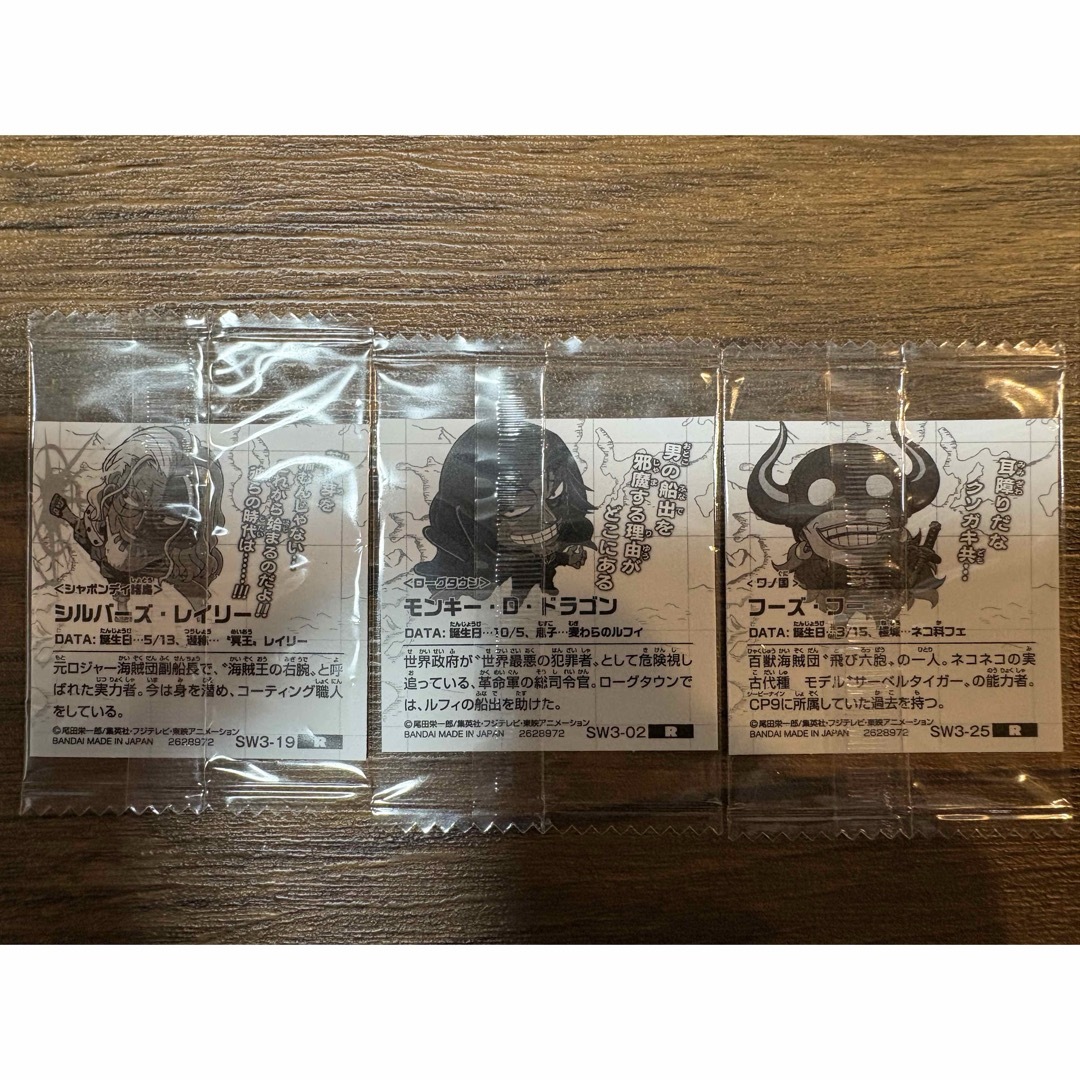 これから始まるのだよ!!
この時代は……!!!
<シャボンディ諸島>
シルバーズ・レイリー
DATA: 誕生日…5/13、通称…“冥王”レイリー
元ロジャー海賊団副船長で、“海賊王の右腕”と呼
ばれた実力者。今は身を潜め、コーティング職人
をしている。
©尾田栄一郎/集英社・フジテレビ・東映アニメーション
BANDAI MADE IN JAPAN 2628972 SW3-19 R
男の船出を
邪魔する理由が
どこにある
<ローグタウン>
モンキー・D・ドラゴン
DATA: 誕生日…10/5、息子…麦わらのルフィ
世界政府が“世界最悪の犯罪者”として危険視し
追っている、革命軍の総司令官。ローグタウンで
は、ルフィの船出を助けた。
©尾田栄一郎/集英社・フジテレビ・東映アニメーション
BANDAI MADE IN JAPAN 2628972 SW3-02 R
耳障りだな
クソガキ共…
<ワノ国>
フーズ・フー
DATA: 誕生日…3/15、…ネコ科フェ
百獣海賊団“飛び六胞”の一人。ネコネコの実
古代種 モデル“サーベルタイガー”の能力者。
CP9に所属していた過去を持つ。
©尾田栄一郎/集英社・フジテレビ・東映アニメーション
BANDAI MADE IN JAPAN 2628972 SW3-25 R